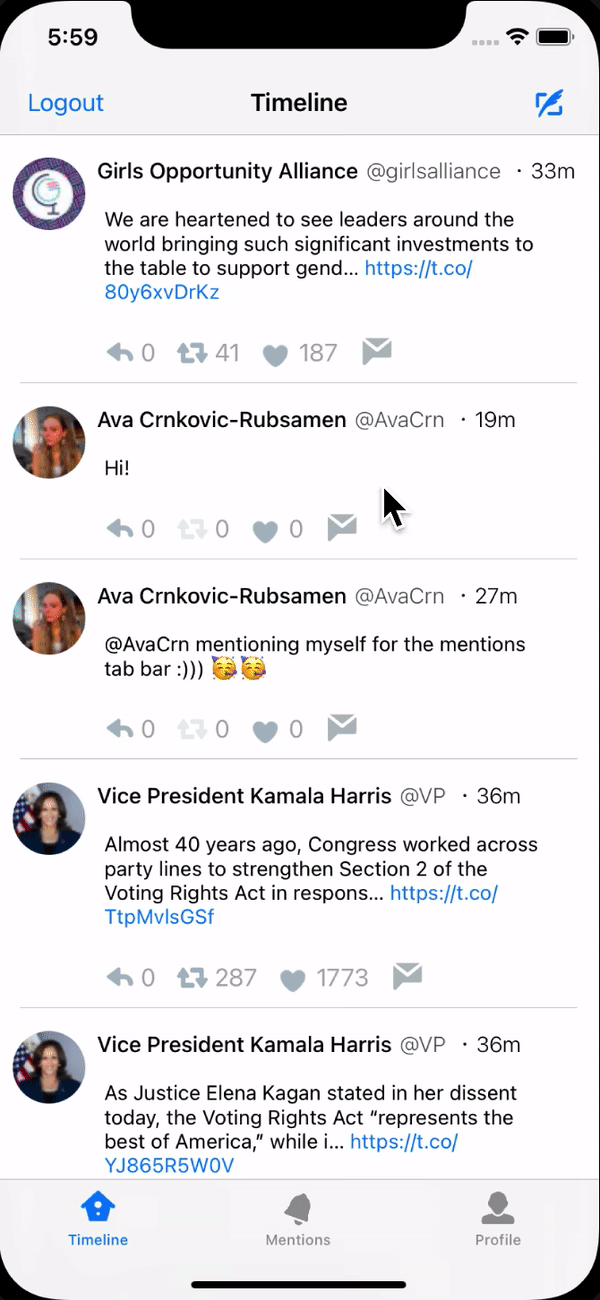 5:59
Logout
Timeline
Girls Opportunity Alliance @girlsalliance · 33m
We are heartened to see leaders around the
world bringing such significant investments to
the table to support gend... https://t.co/
80y6xvDrKz
0 41 187
Ava Crnkovic-Rubsamen @AvaCrn · 19m
Hi!
0 0 0
Ava Crnkovic-Rubsamen @AvaCrn · 27m
@AvaCrn mentioning myself for the mentions
tab bar :))) 🥳🥳
0 0 0
Vice President Kamala Harris @VP · 36m
Almost 40 years ago, Congress worked across
party lines to strengthen Section 2 of the
Voting Rights Act in respons... https://t.co/
TtpMvlsGSf
0 287 1773
Vice President Kamala Harris @VP · 36m
As Justice Elena Kagan stated in her dissent
today, the Voting Rights Act “represents the
best of America,” while i... https://t.co/
YJ865R5W0V
Timeline
Mentions
Profile